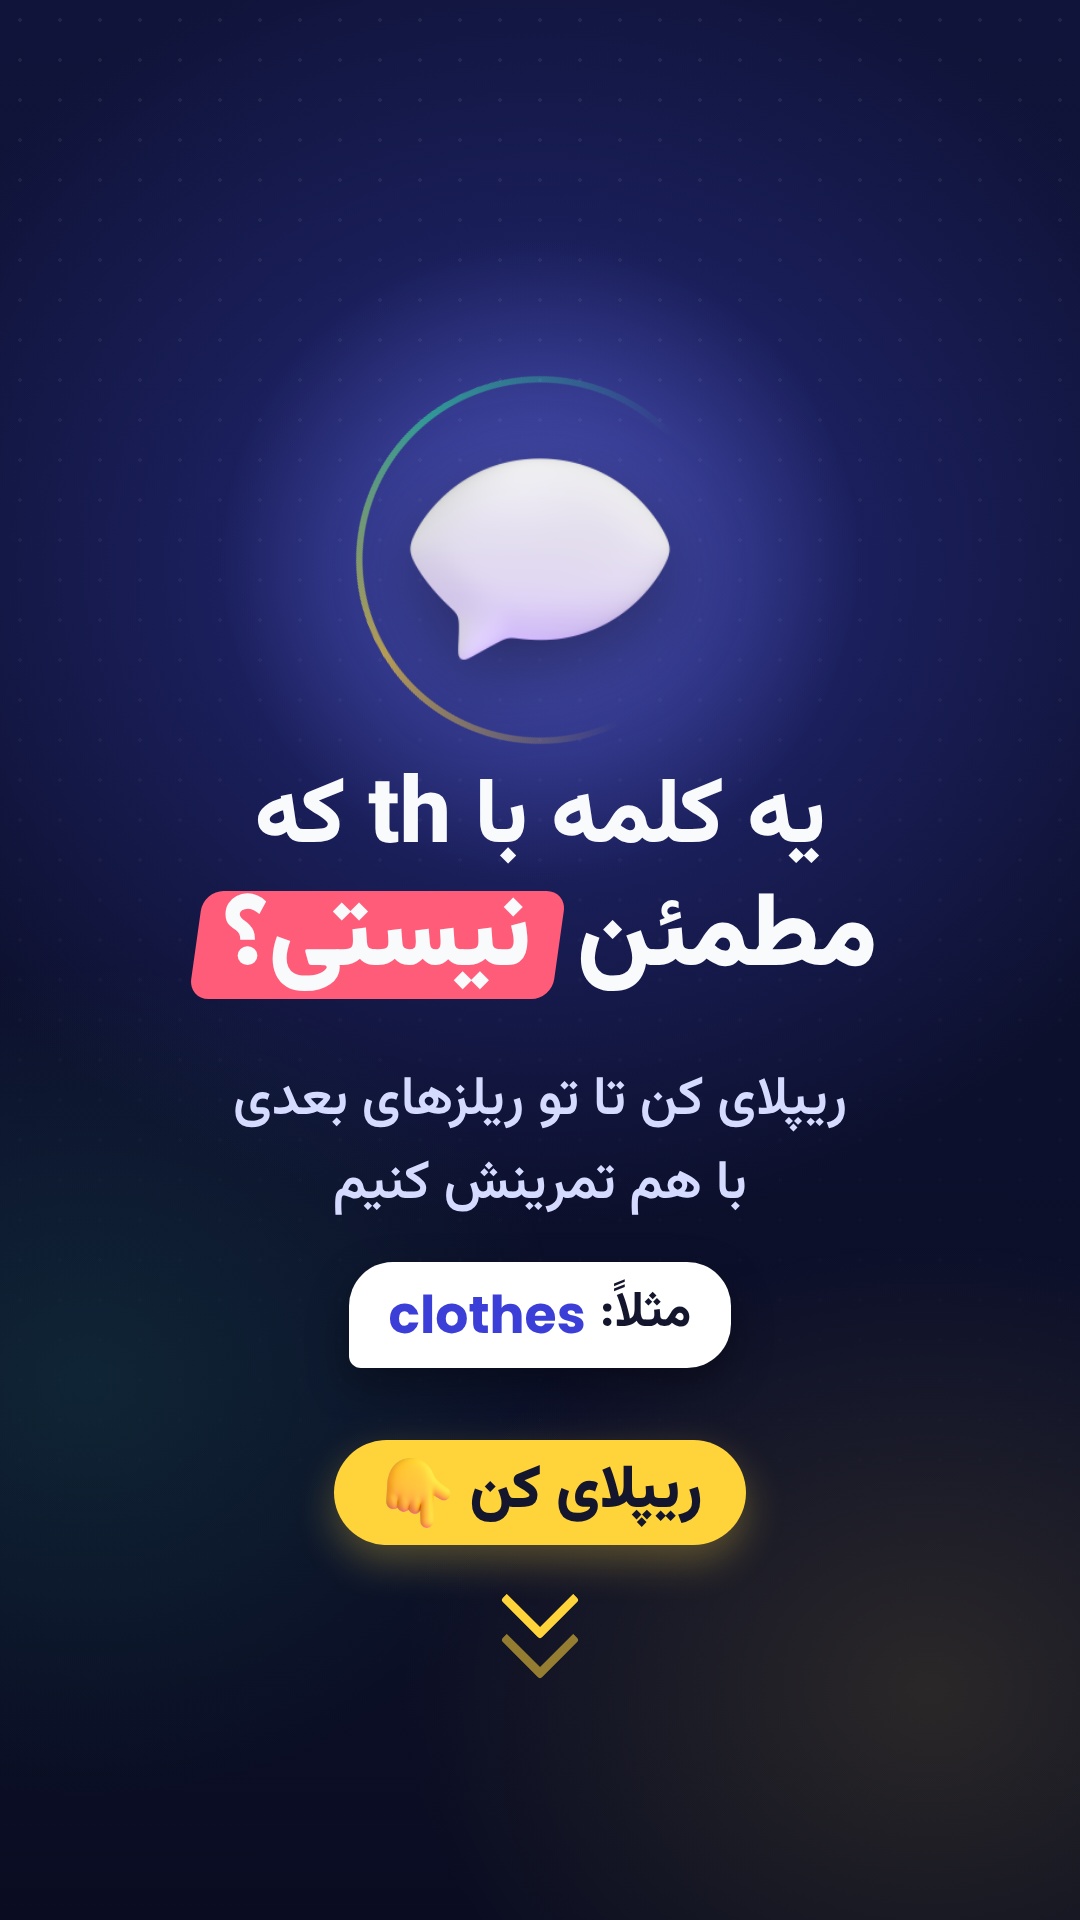 یه کلمه با th که
مطمئن نیستی؟
ریپلای کن تا تو ریلزهای بعدی
با هم تمرینش کنیم
مثلاً: clothes
ریپلای کن 👇